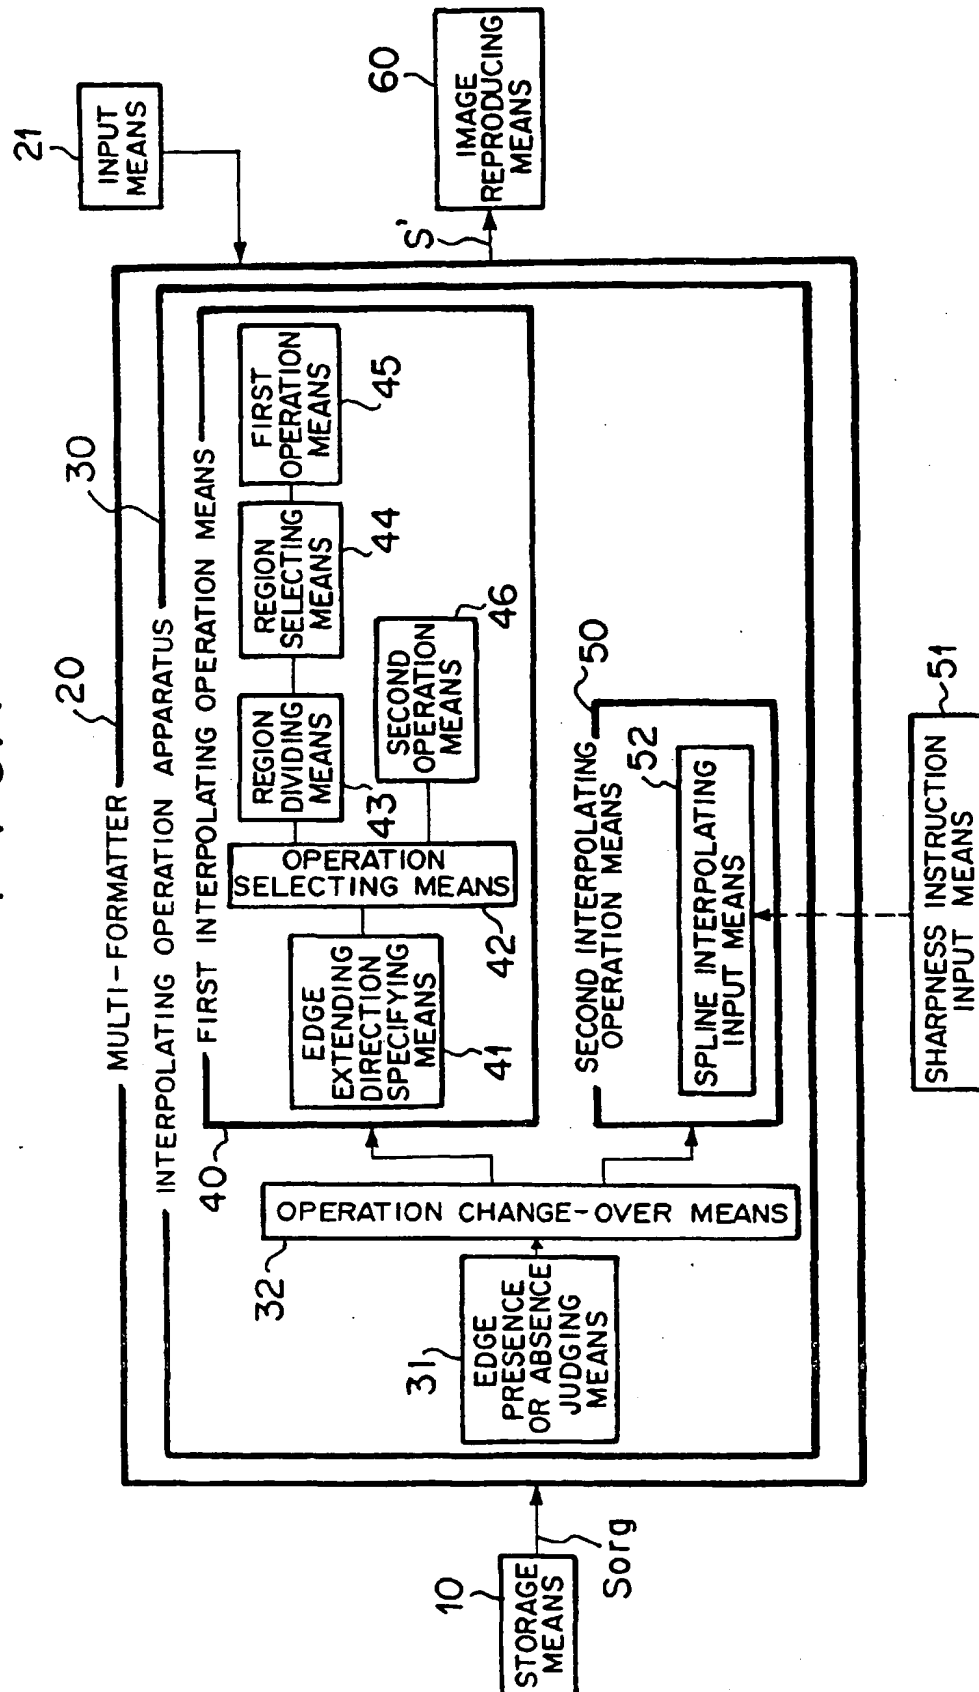 MULTI-FORMATTER
20
INTERPOLATING OPERATION APPARATUS
30
FIRST INTERPOLATING OPERATION MEANS
40
EDGE
EXTENDING
DIRECTION
SPECIFYING
MEANS
41
OPERATION
SELECTING MEANS
42
REGION
DIVIDING
MEANS
43
REGION
SELECTING
MEANS
44
FIRST
OPERATION
MEANS
45
SECOND
OPERATION
MEANS
46
21
INPUT
MEANS
10
STORAGE
MEANS
Sorg
31
EDGE
PRESENCE
OR ABSENCE
JUDGING
MEANS
32
OPERATION CHANGE-OVER MEANS
SECOND INTERPOLATING
OPERATION MEANS
50
52
SPLINE INTERPOLATING
INPUT MEANS
S'
60
IMAGE
REPRODUCING
MEANS
SHARPNESS INSTRUCTION
INPUT MEANS
51